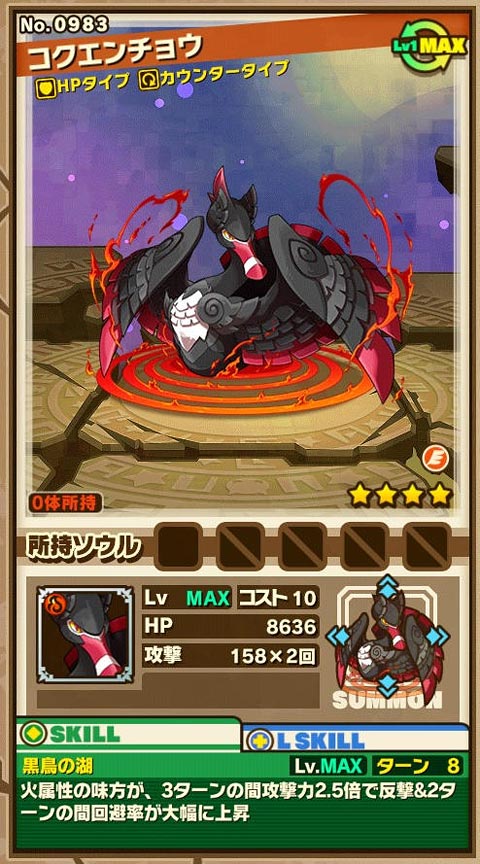 No.0983
コクエンチョウ
Lv1 MAX
HPタイプ カウンタータイプ
E
0体所持
所持ソウル
Lv MAX コスト 10
HP 8636
攻撃 158×2回
SUMMON
SKILL
L SKILL
黒鳥の湖 Lv.MAX ターン 8
火属性の味方が、3ターンの間攻撃力2.5倍で反撃&2タ
ーンの間回避率が大幅に上昇